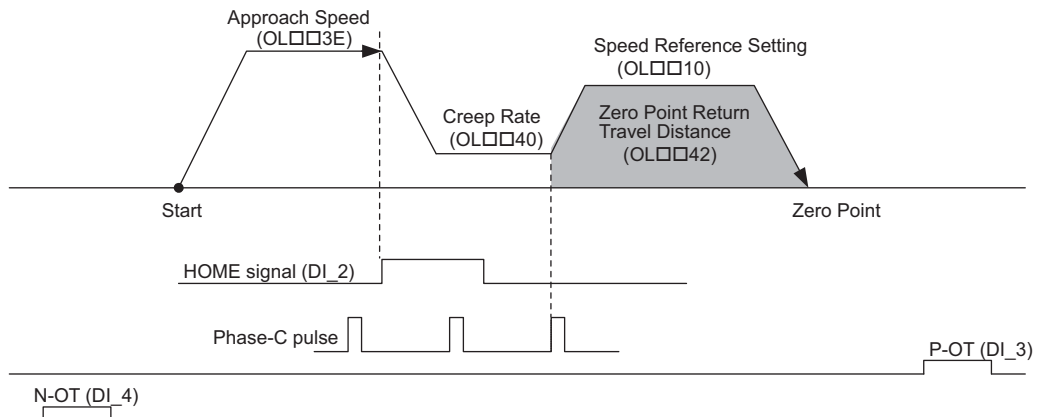 Approach Speed
(OL□□3E)
Speed Reference Setting
(OL□□10)
Creep Rate
(OL□□40)
Zero Point Return
Travel Distance
(OL□□42)
Start
Zero Point
HOME signal (DI_2)
Phase-C pulse
P-OT (DI_3)
N-OT (DI_4)